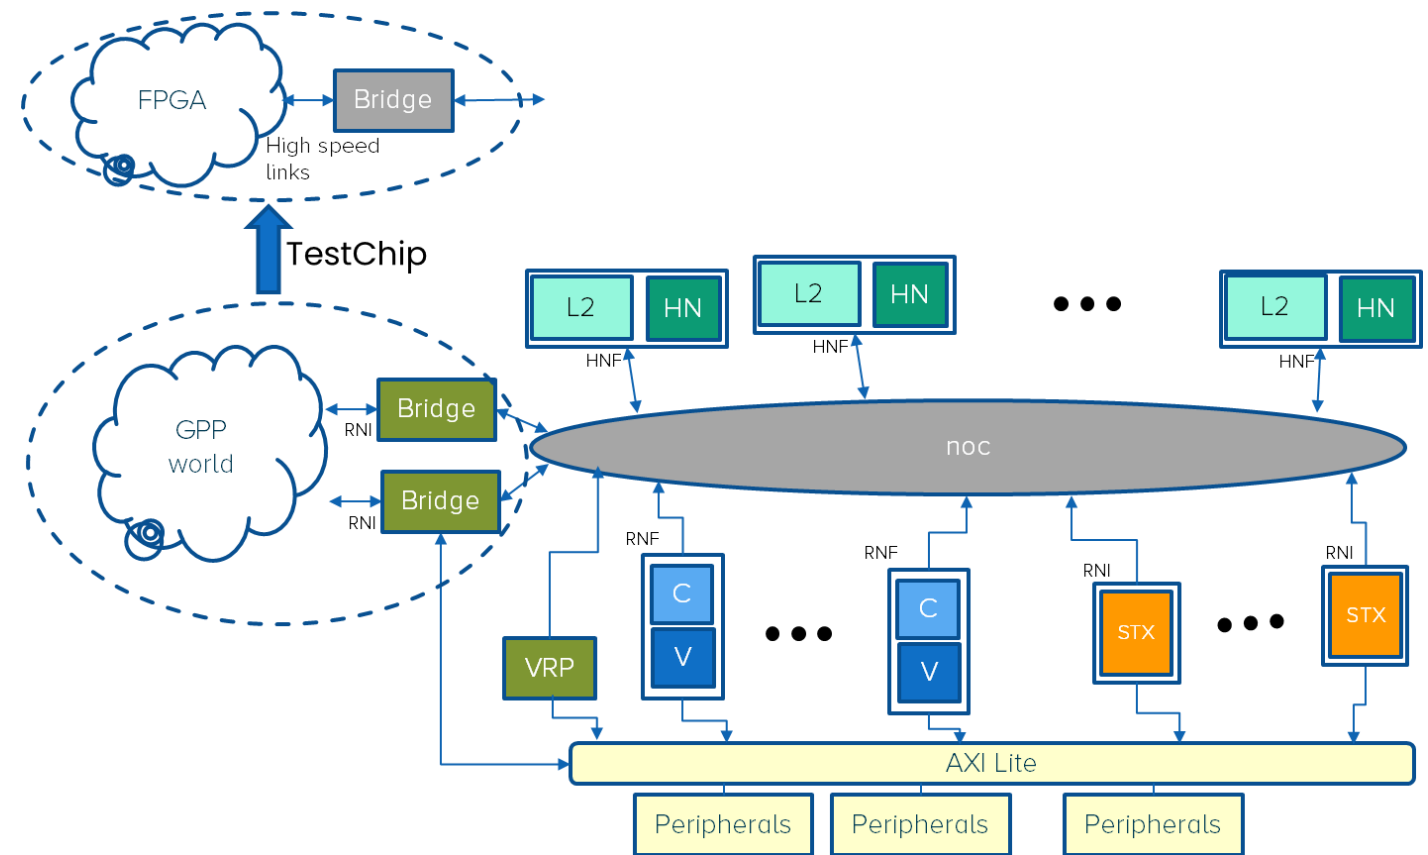 FPGA
Bridge
High speed
links
TestChip
L2
HN
HNF
L2
HN
HNF
L2
HN
HNF
GPP
world
Bridge
RNI
Bridge
RNI
noc
RNF
C
V
RNF
C
V
RNI
STX
RNI
STX
VRP
AXI Lite
Peripherals
Peripherals
Peripherals